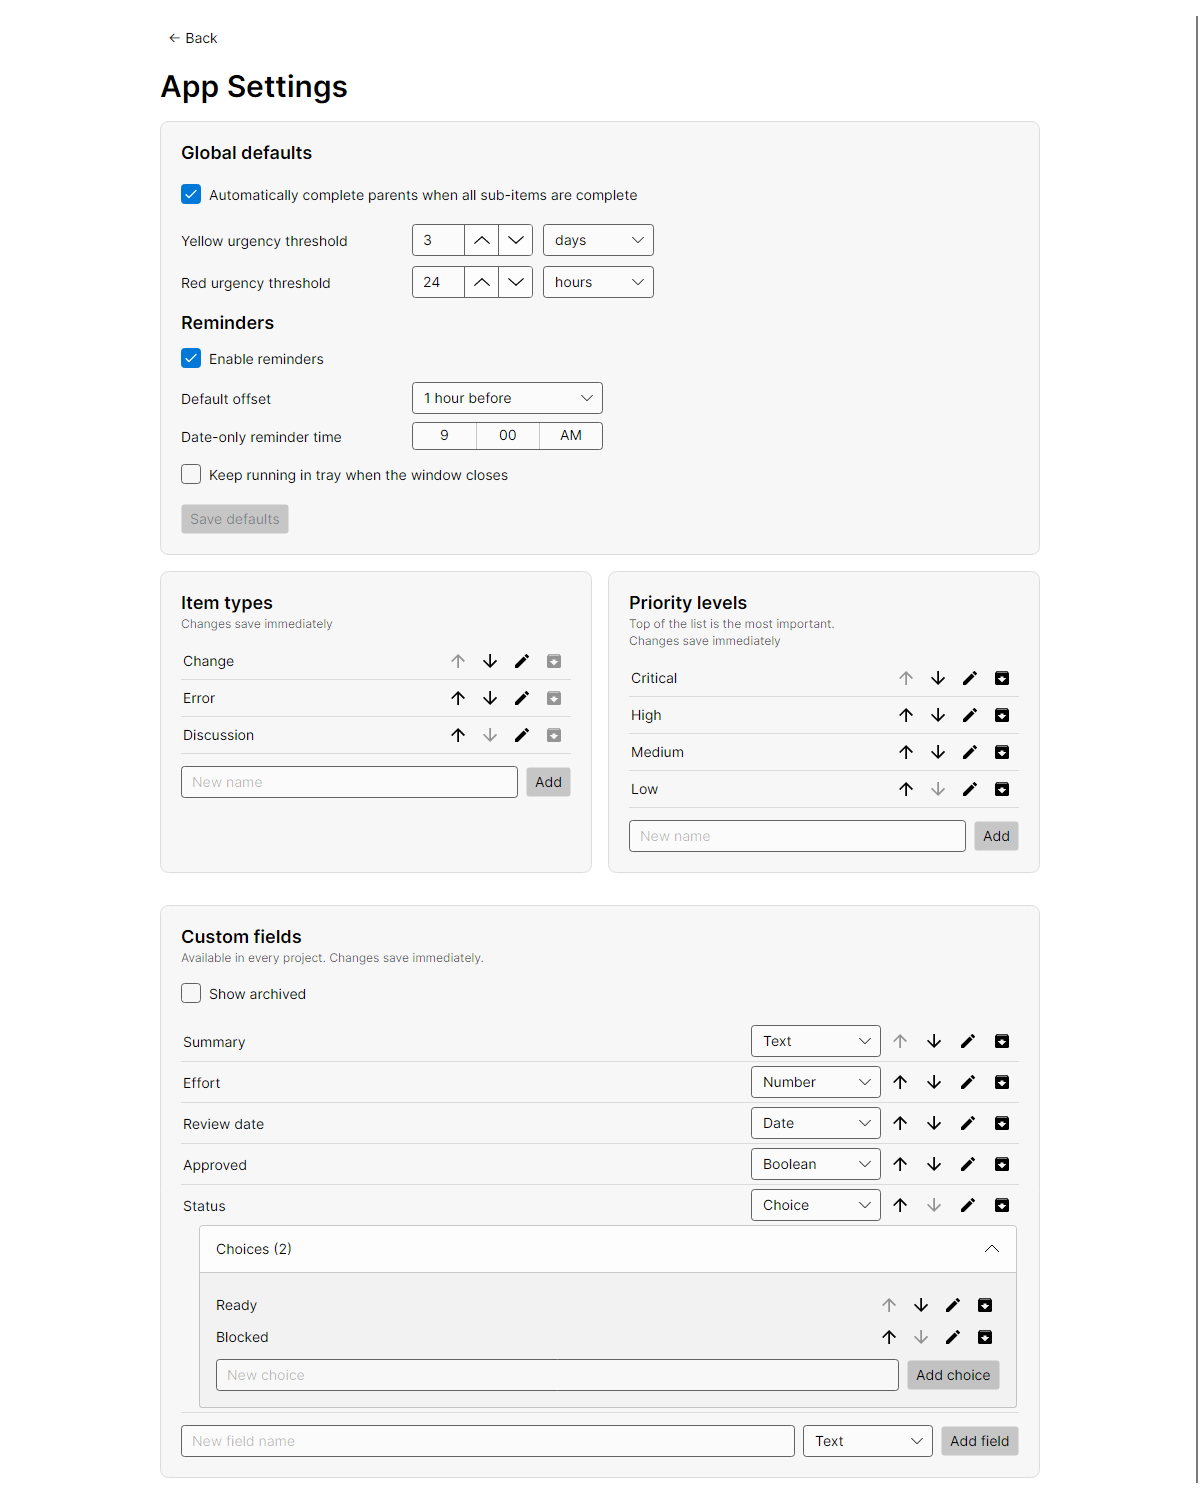 ← Back
App Settings
Global defaults
Automatically complete parents when all sub-items are complete
Yellow urgency threshold 3 days
Red urgency threshold 24 hours
Reminders
Enable reminders
Default offset 1 hour before
Date-only reminder time 9 00 AM
Keep running in tray when the window closes
Save defaults
Item types
Changes save immediately
Change
Error
Discussion
New name Add
Priority levels
Top of the list is the most important.
Changes save immediately
Critical
High
Medium
Low
New name Add
Custom fields
Available in every project. Changes save immediately.
Show archived
Summary Text
Effort Number
Review date Date
Approved Boolean
Status Choice
Choices (2)
Ready
Blocked
New choice Add choice
New field name Text Add field